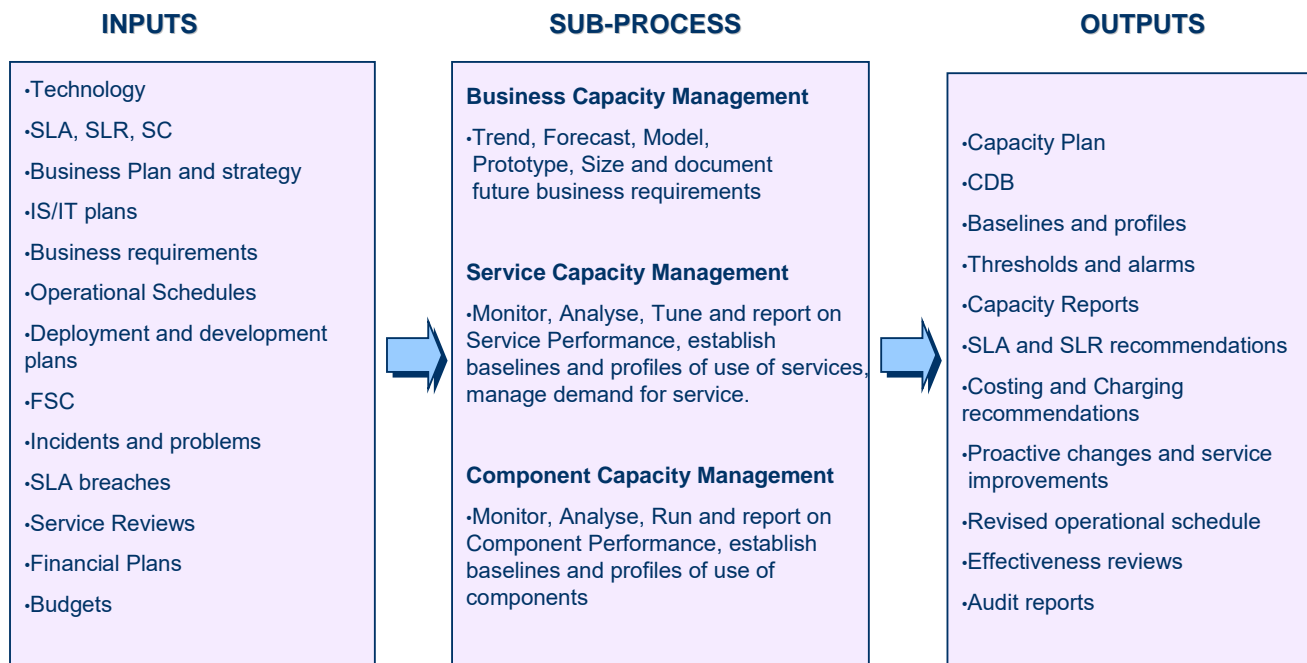 INPUTS
•Technology
•SLA, SLR, SC
•Business Plan and strategy
•IS/IT plans
•Business requirements
•Operational Schedules
•Deployment and development
plans
•FSC
•Incidents and problems
•SLA breaches
•Service Reviews
•Financial Plans
•Budgets
SUB-PROCESS
Business Capacity Management
•Trend, Forecast, Model,
Prototype, Size and document
future business requirements
Service Capacity Management
•Monitor, Analyse, Tune and report on
Service Performance, establish
baselines and profiles of use of services,
manage demand for service.
Component Capacity Management
•Monitor, Analyse, Run and report on
Component Performance, establish
baselines and profiles of use of
components
OUTPUTS
•Capacity Plan
•CDB
•Baselines and profiles
•Thresholds and alarms
•Capacity Reports
•SLA and SLR recommendations
•Costing and Charging
recommendations
•Proactive changes and service
improvements
•Revised operational schedule
•Effectiveness reviews
•Audit reports